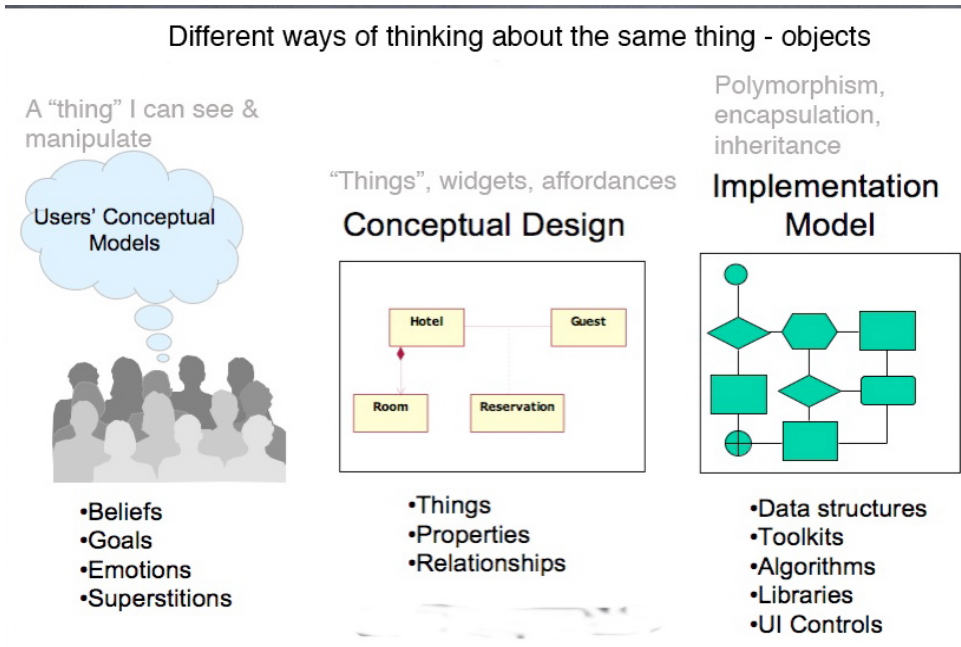 Different ways of thinking about the same thing - objects
A “thing” I can see &
manipulate
Users’ Conceptual
Models
•Beliefs
•Goals
•Emotions
•Superstitions
“Things”, widgets, affordances
Conceptual Design
Hotel
Guest
Room
Reservation
•Things
•Properties
•Relationships
Polymorphism,
encapsulation,
inheritance
Implementation
Model
•Data structures
•Toolkits
•Algorithms
•Libraries
•UI Controls